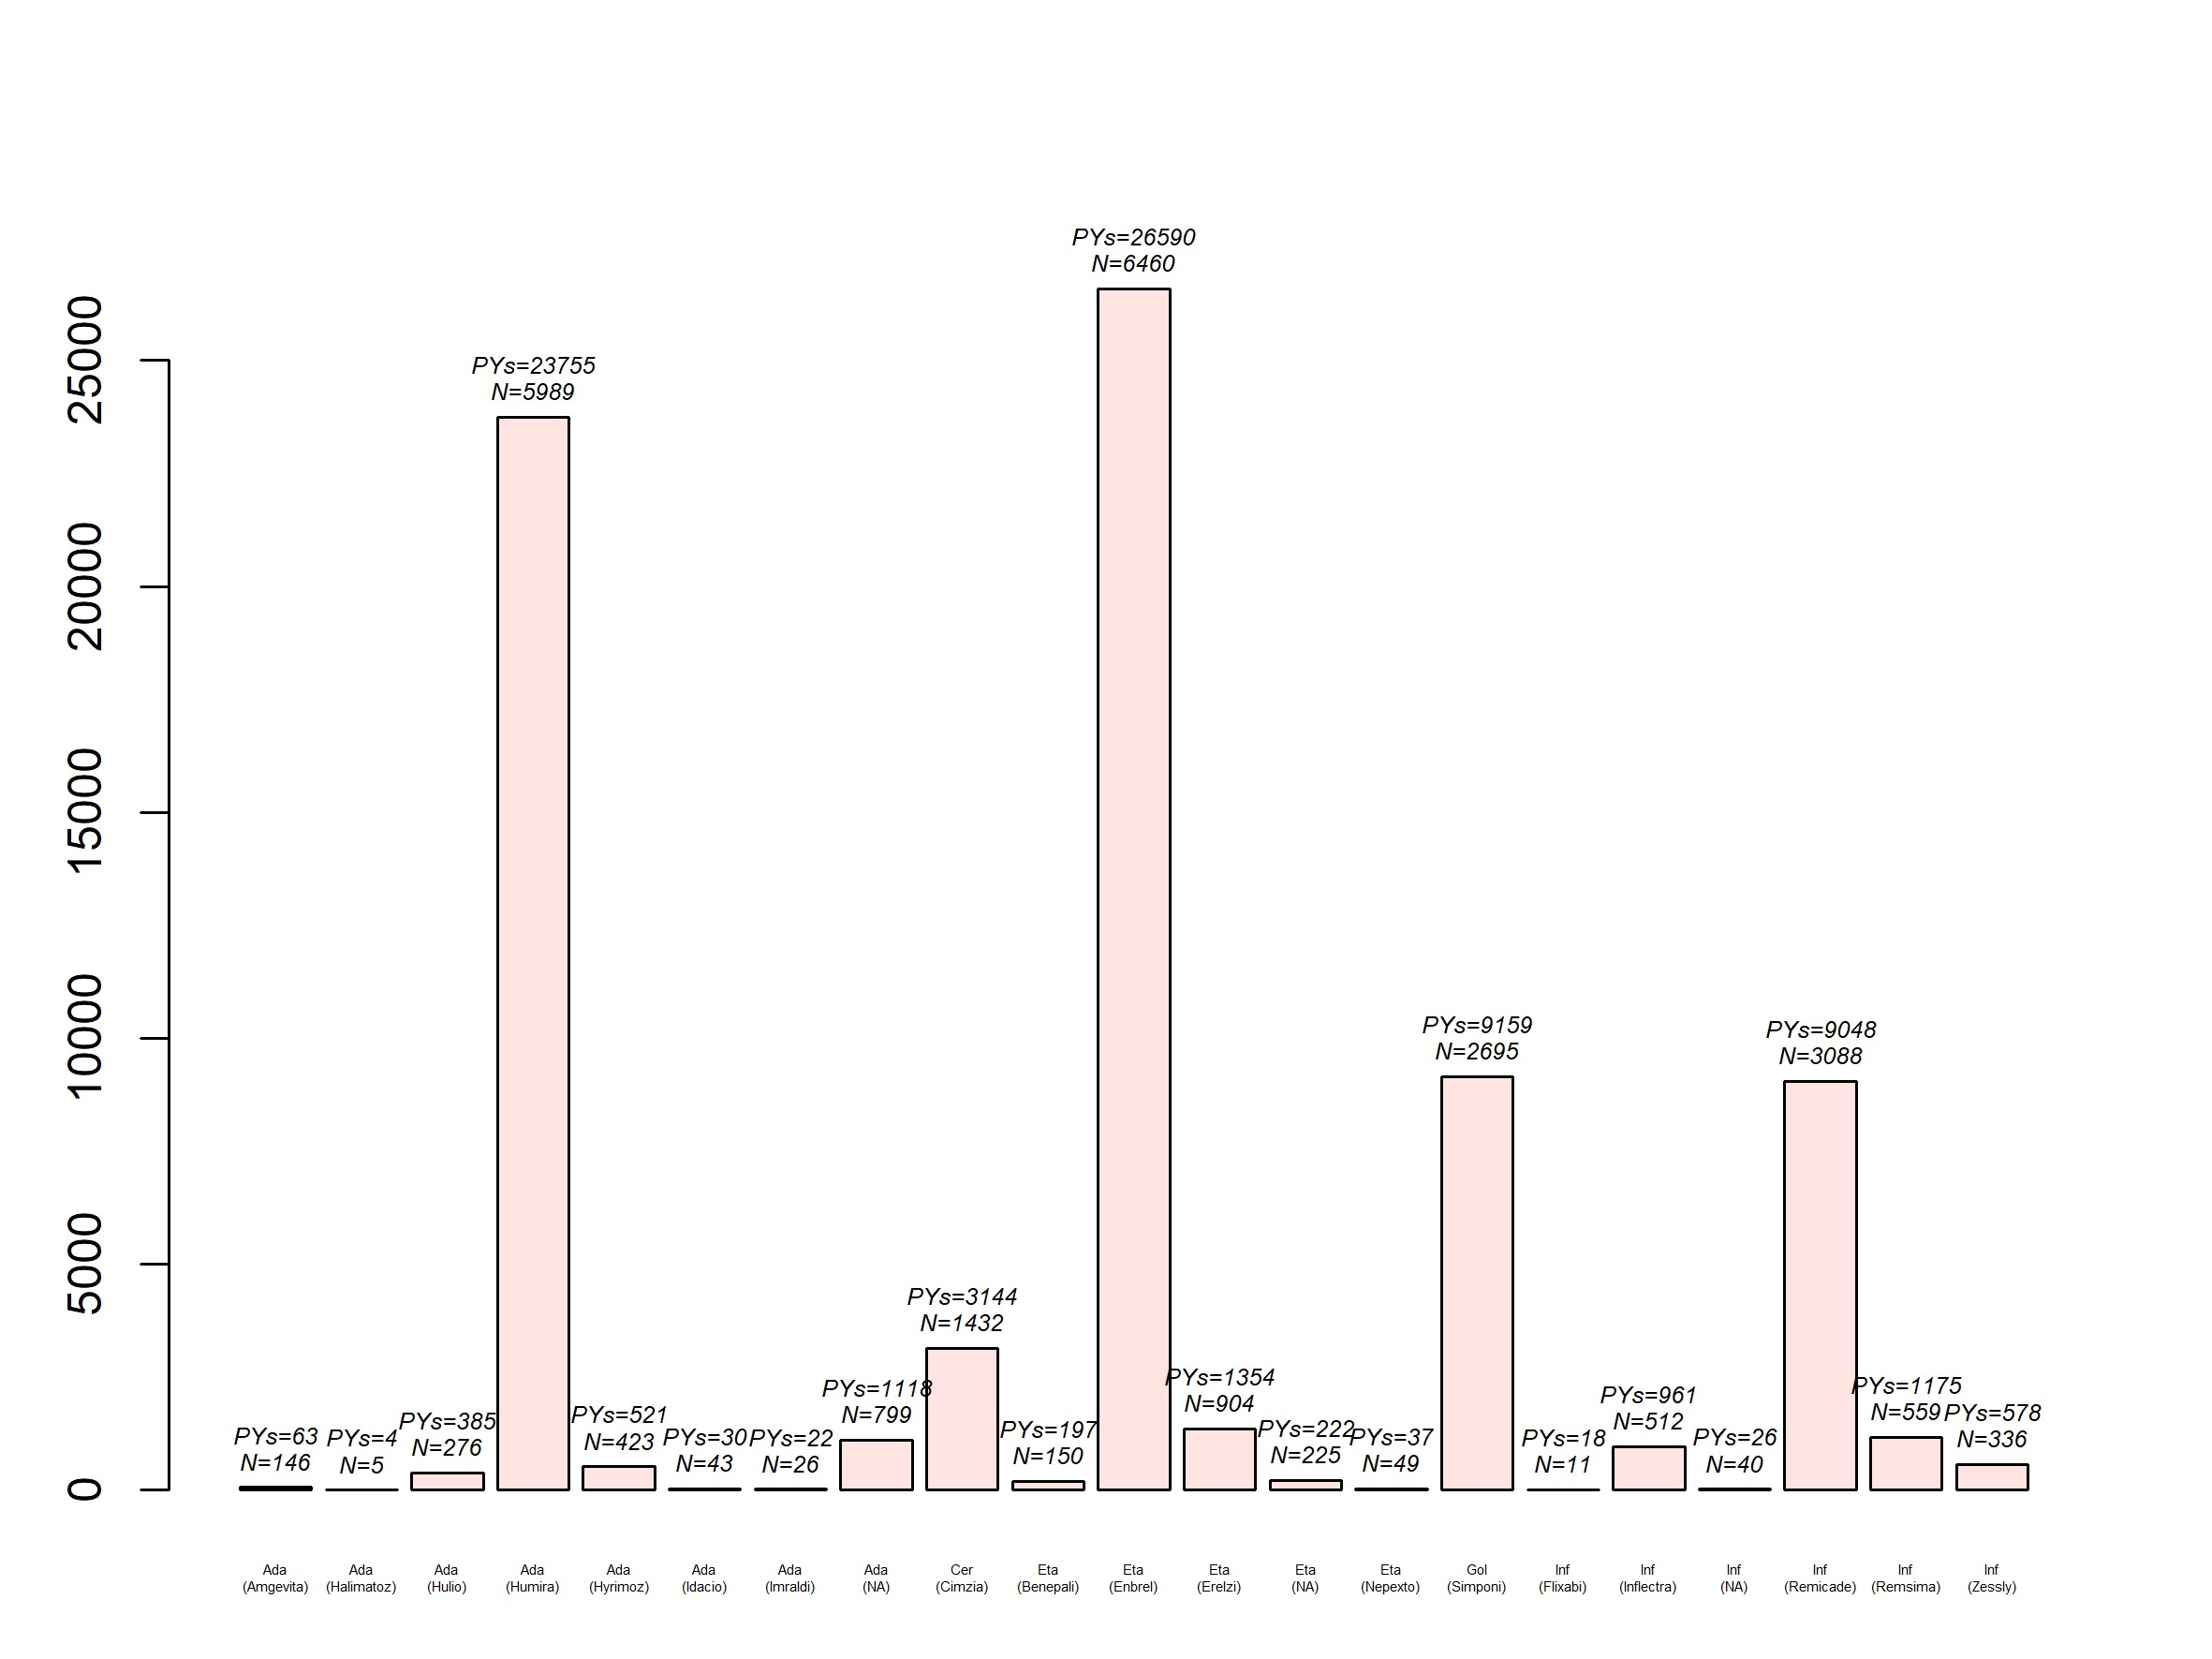 25000
20000
15000
10000
5000
0
PYs=63
N=146
PYs=4
N=5
PYs=385
N=276
PYs=23755
N=5989
PYs=521
N=423
PYs=30
N=43
PYs=22
N=26
PYs=1118
N=799
PYs=3144
N=1432
PYs=197
N=150
PYs=26590
N=6460
PYs=1354
N=904
PYs=222
N=225
PYs=37
N=49
PYs=9159
N=2695
PYs=18
N=11
PYs=961
N=512
PYs=26
N=40
PYs=9048
N=3088
PYs=1175
N=559
PYs=578
N=336
Ada
(Amgevita)
Ada
(Halimatoz)
Ada
(Hulio)
Ada
(Humira)
Ada
(Hyrimoz)
Ada
(Idacio)
Ada
(Imraldi)
Ada
(NA)
Cer
(Cimzia)
Eta
(Benepali)
Eta
(Enbrel)
Eta
(Erelzi)
Eta
(NA)
Eta
(Nepexto)
Gol
(Simponi)
Inf
(Flixabi)
Inf
(Inflectra)
Inf
(NA)
Inf
(Remicade)
Inf
(Remsima)
Inf
(Zessly)